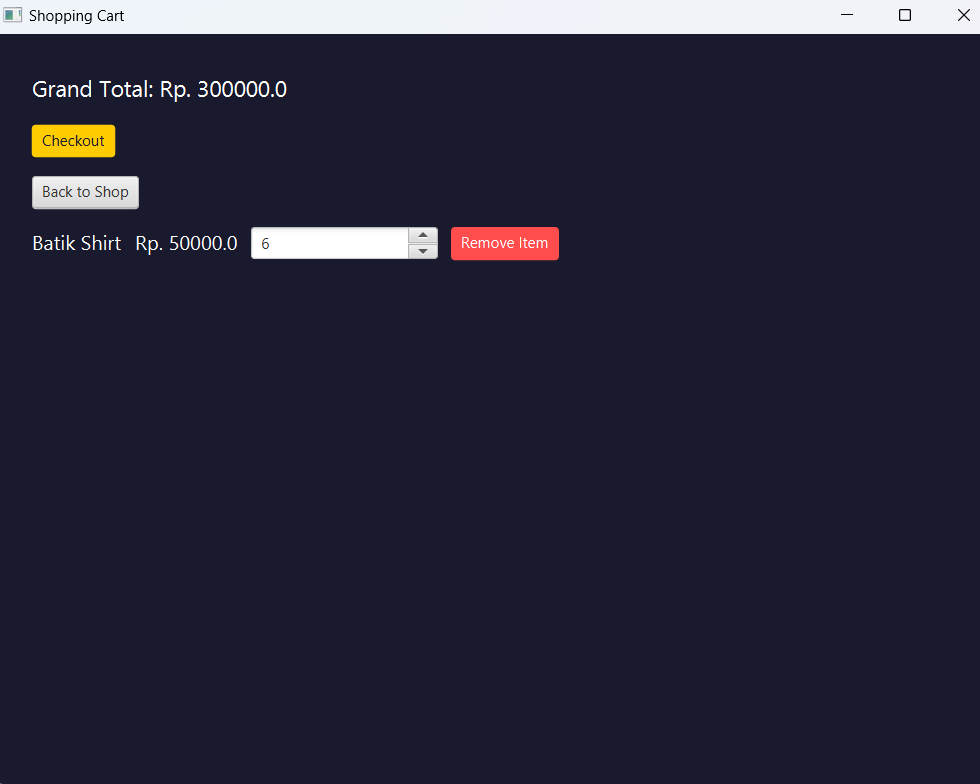 Shopping Cart
Grand Total: Rp. 300000.0
Checkout
Back to Shop
Batik Shirt Rp. 50000.0 6 Remove Item